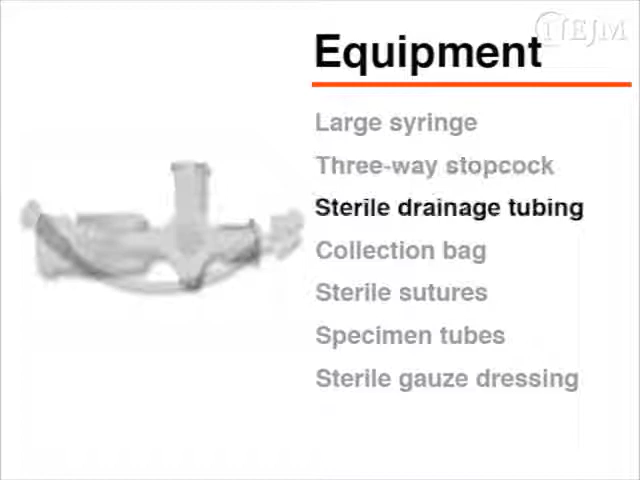 NEJM
Equipment
Large syringe
Three-way stopcock
Sterile drainage tubing
Collection bag
Sterile sutures
Specimen tubes
Sterile gauze dressing